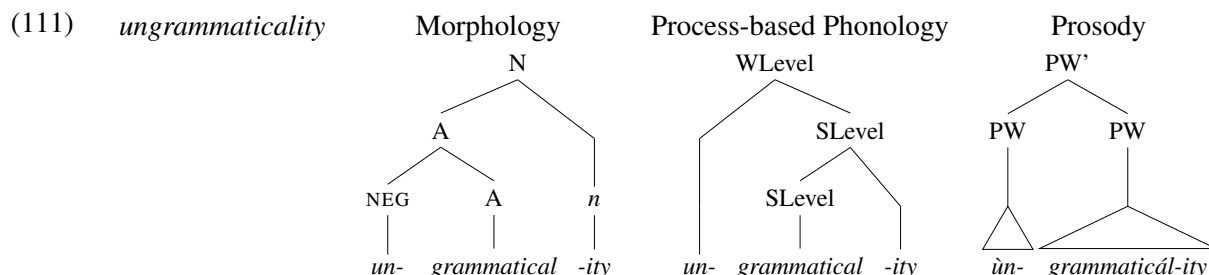 (111) ungrammaticality Morphology Process-based Phonology Prosody
N WLevel PW’
A SLevel PW PW
NEG A n SLevel
un- grammatical -ity un- grammatical -ity ùn- grammaticál-ity